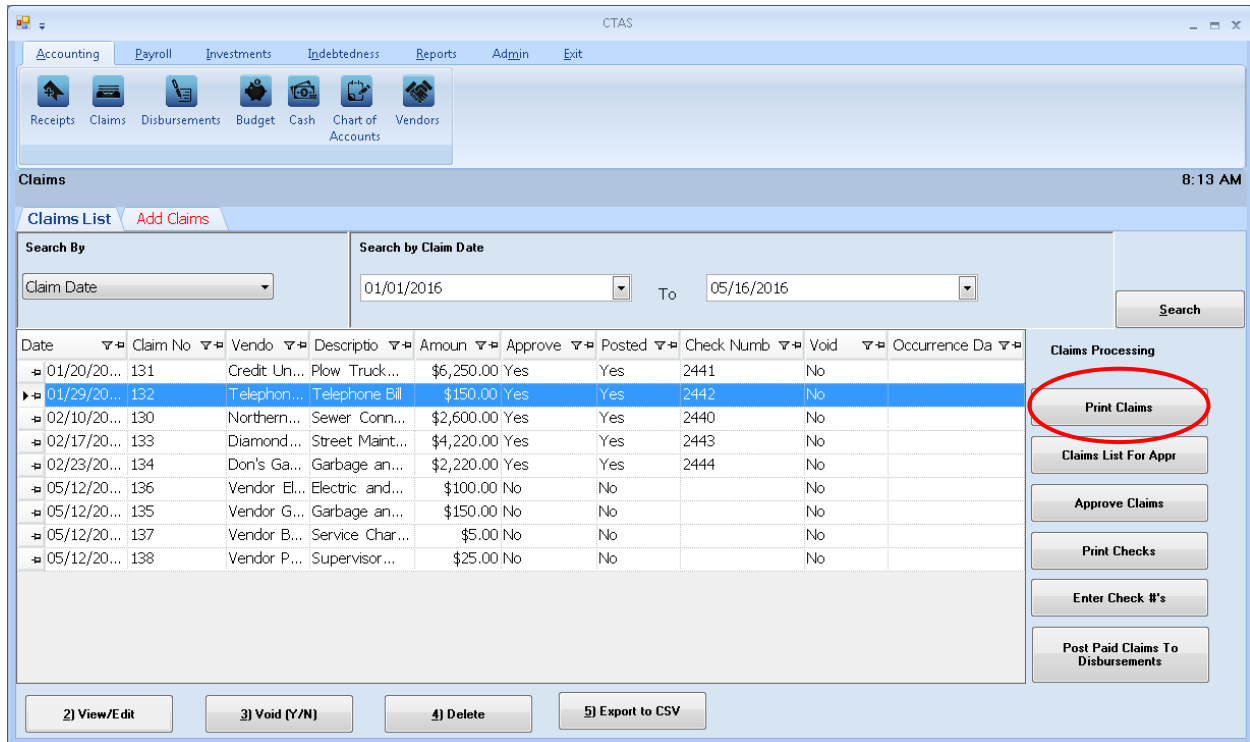 CTAS
Accounting Payroll Investments Indebtedness Reports Admin Exit
Receipts Claims Disbursements Budget Cash Chart of Accounts Vendors
Claims 8:13 AM
Claims List Add Claims
Search By Search by Claim Date
Claim Date 01/01/2016 To 05/16/2016
Search
Date Claim No Vendo Descriptio Amoun Approve Posted Check Numb Void Occurrence Da
01/20/20... 131 Credit Un... Plow Truck... $6,250.00 Yes Yes 2441 No
01/29/20... 132 Telephon... Telephone Bill $150.00 Yes Yes 2442 No
02/10/20... 130 Northern... Sewer Conn... $2,600.00 Yes Yes 2440 No
02/17/20... 133 Diamond... Street Maint... $4,220.00 Yes Yes 2443 No
02/23/20... 134 Don's Ga... Garbage an... $2,220.00 Yes Yes 2444 No
05/12/20... 136 Vendor El... Electric and... $100.00 No No No
05/12/20... 135 Vendor G... Garbage an... $150.00 No No No
05/12/20... 137 Vendor B... Service Char... $5.00 No No No
05/12/20... 138 Vendor P... Supervisor... $25.00 No No No
Claims Processing
Print Claims
Claims List For Appr
Approve Claims
Print Checks
Enter Check #'s
Post Paid Claims To
Disbursements
2) View/Edit 3) Void (Y/N) 4) Delete 5) Export to CSV